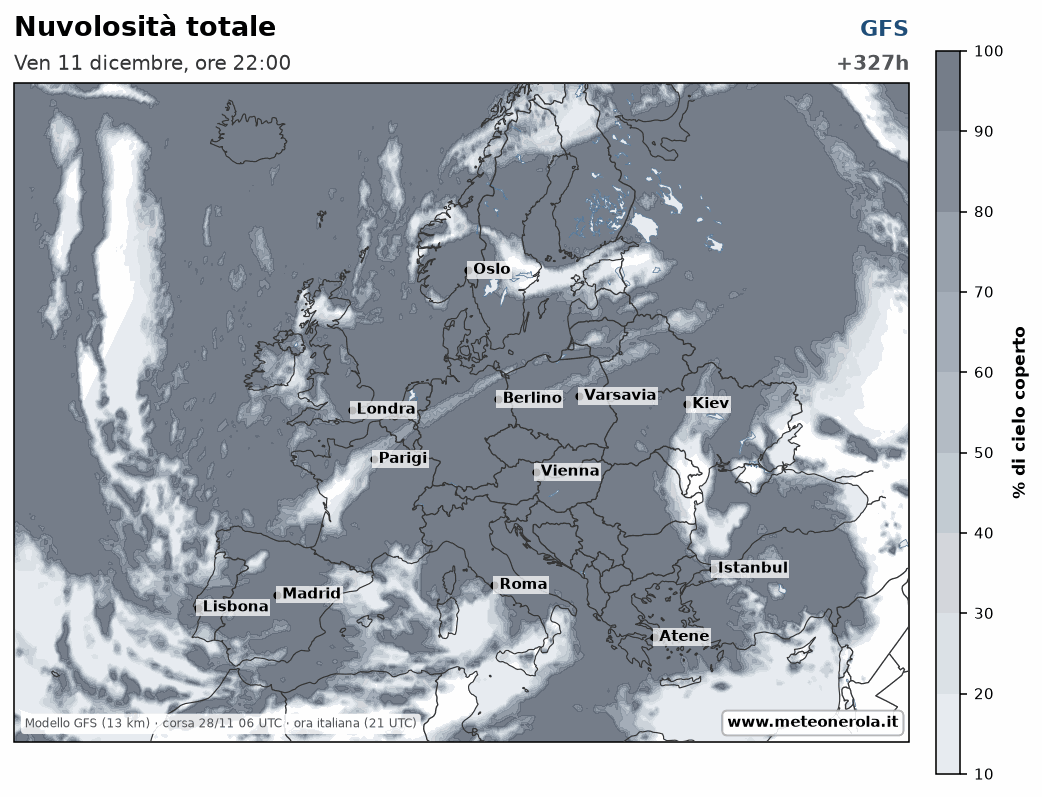 Nuvolosità totale
GFS
Ven 11 dicembre, ore 22:00
+327h
100
90
80
70
60
50
40
30
20
10
% di cielo coperto
Oslo
Londra
Berlino
Varsavia
Kiev
Parigi
Vienna
Istanbul
Roma
Madrid
Lisbona
Atene
Modello GFS (13 km) · corsa 28/11 06 UTC · ora italiana (21 UTC)
www.meteonerola.it